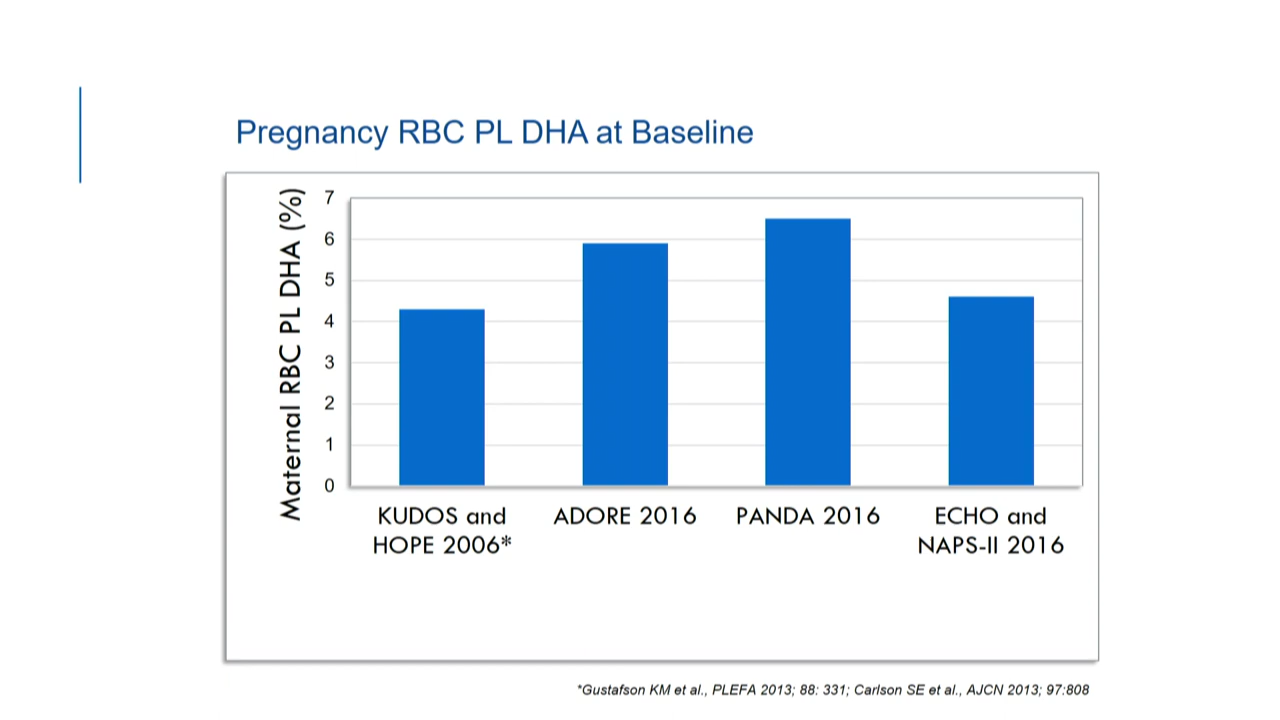 Pregnancy RBC PL DHA at Baseline
Maternal RBC PL DHA (%)
7
6
5
4
3
2
1
0
KUDOS and
HOPE 2006*
ADORE 2016
PANDA 2016
ECHO and
NAPS-II 2016
*Gustafson KM et al., PLEFA 2013; 88: 331; Carlson SE et al., AJCN 2013; 97:808